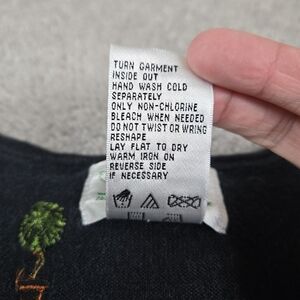 TURN GARMENT
INSIDE OUT
HAND WASH COLD
SEPARATELY
ONLY NON-CHLORINE
BLEACH WHEN NEEDED
DO NOT TWIST OR WRING
RESHAPE
LAY FLAT TO DRY
WARM IRON ON
REVERSE SIDE
IF NECESSARY